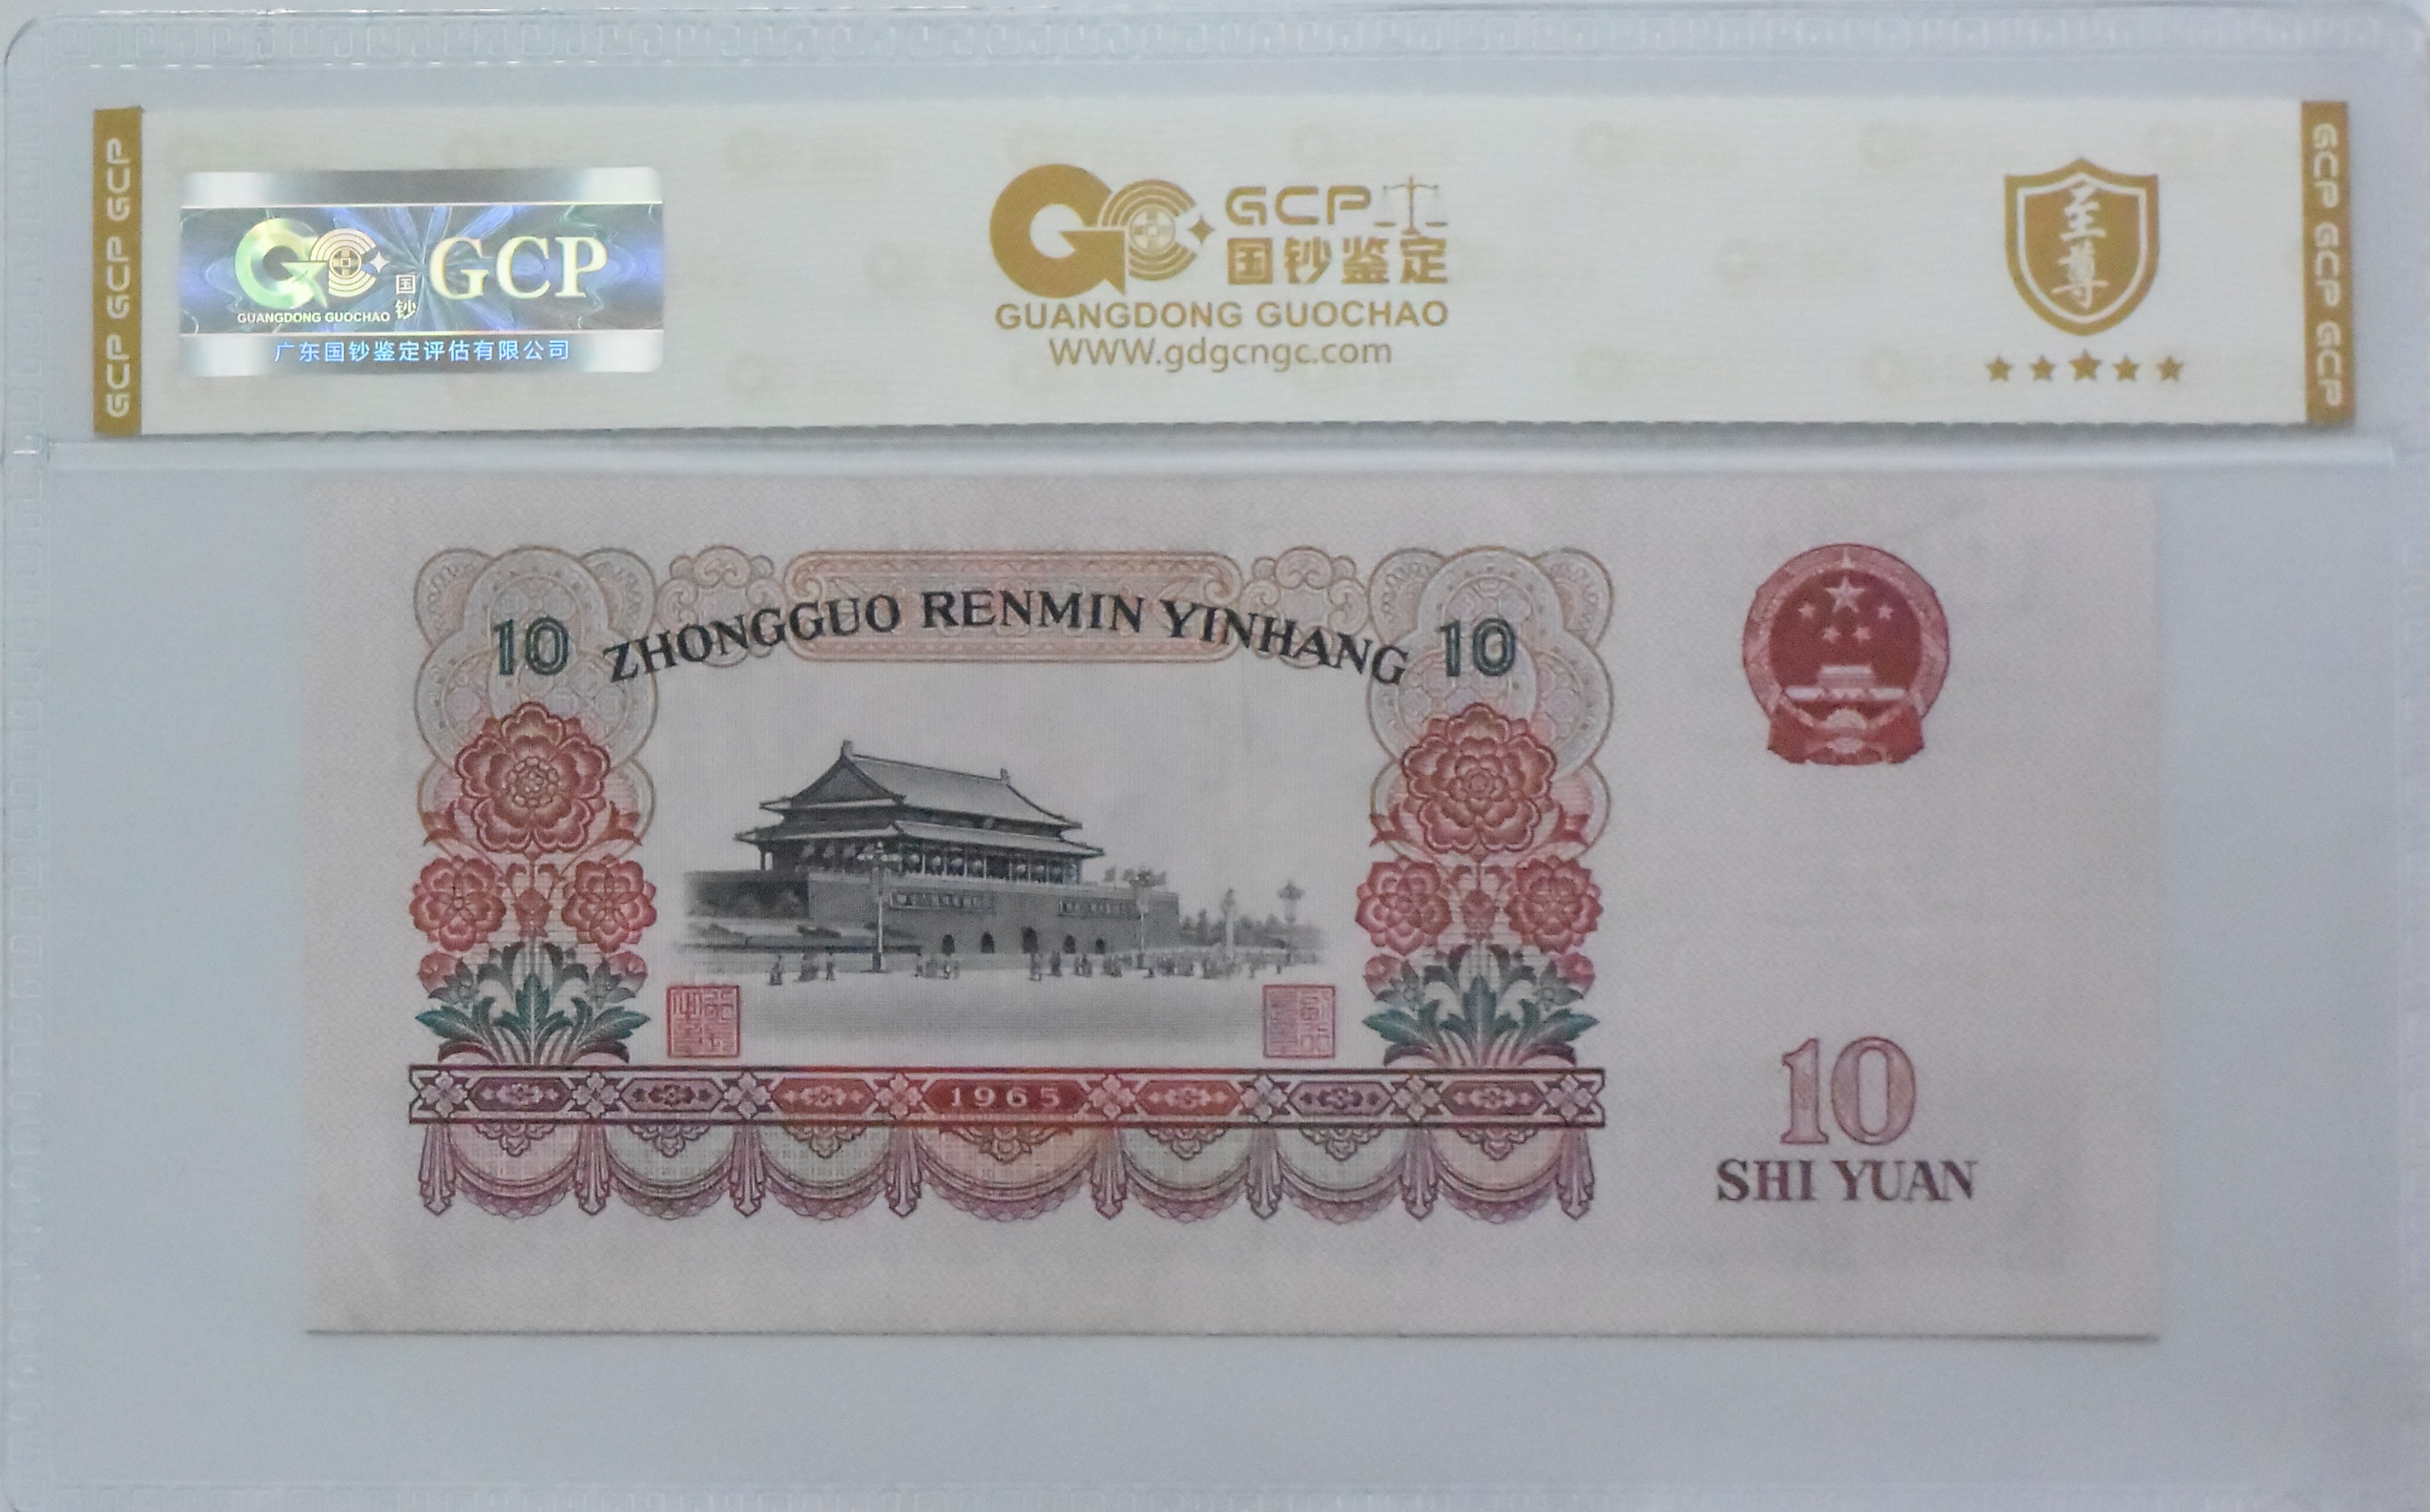 GCP GCP GCP
GCP
国钞
GUANGDONG GUOCHAO
广东国钞鉴定评估有限公司
GCP
国钞鉴定
GUANGDONG GUOCHAO
WWW.gdgcngc.com
至尊
GCP GCP GCP
ZHONGGUO RENMIN YINHANG
10
10
1965
10
SHI YUAN